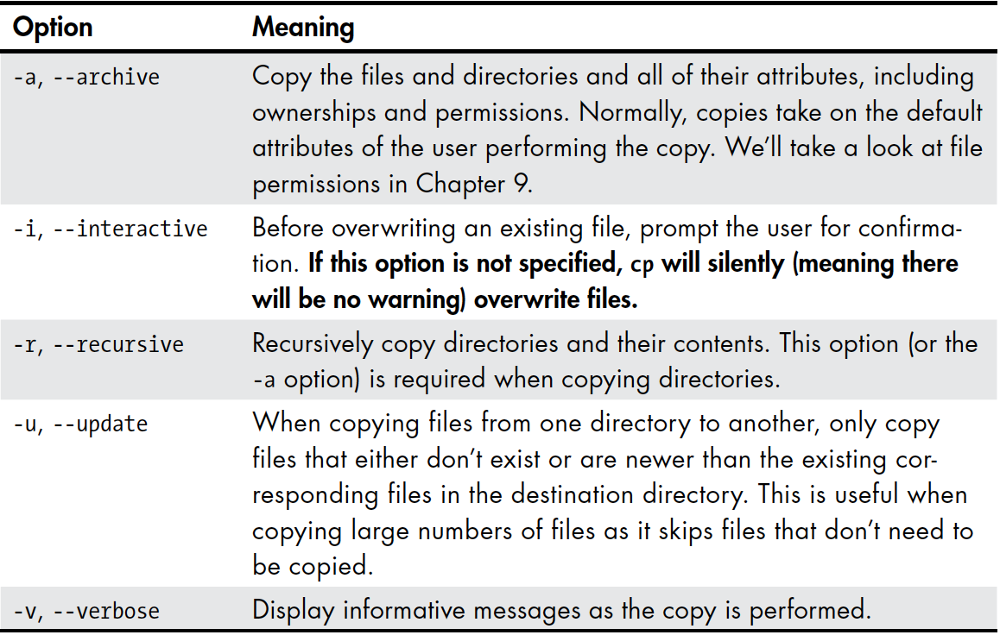 Option Meaning
-a, --archive Copy the files and directories and all of their attributes, including
ownerships and permissions. Normally, copies take on the default
attributes of the user performing the copy. We’ll take a look at file
permissions in Chapter 9.
-i, --interactive Before overwriting an existing file, prompt the user for confirma-
tion. If this option is not specified, cp will silently (meaning there
will be no warning) overwrite files.
-r, --recursive Recursively copy directories and their contents. This option (or the
-a option) is required when copying directories.
-u, --update When copying files from one directory to another, only copy
files that either don’t exist or are newer than the existing cor-
responding files in the destination directory. This is useful when
copying large numbers of files as it skips files that don’t need to
be copied.
-v, --verbose Display informative messages as the copy is performed.